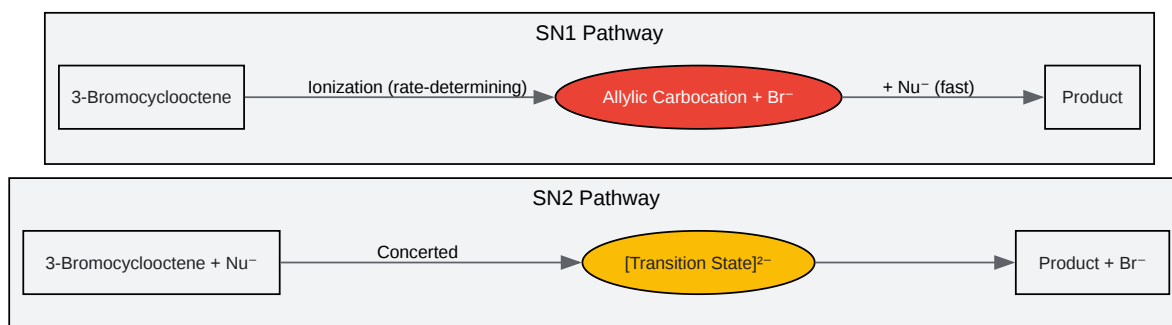 SN1 Pathway
3-Bromocyclooctene
Ionization (rate-determining)
Allylic Carbocation + Br⁻
+ Nu⁻ (fast)
Product
SN2 Pathway
3-Bromocyclooctene + Nu⁻
Concerted
[Transition State]²⁻
Product + Br⁻